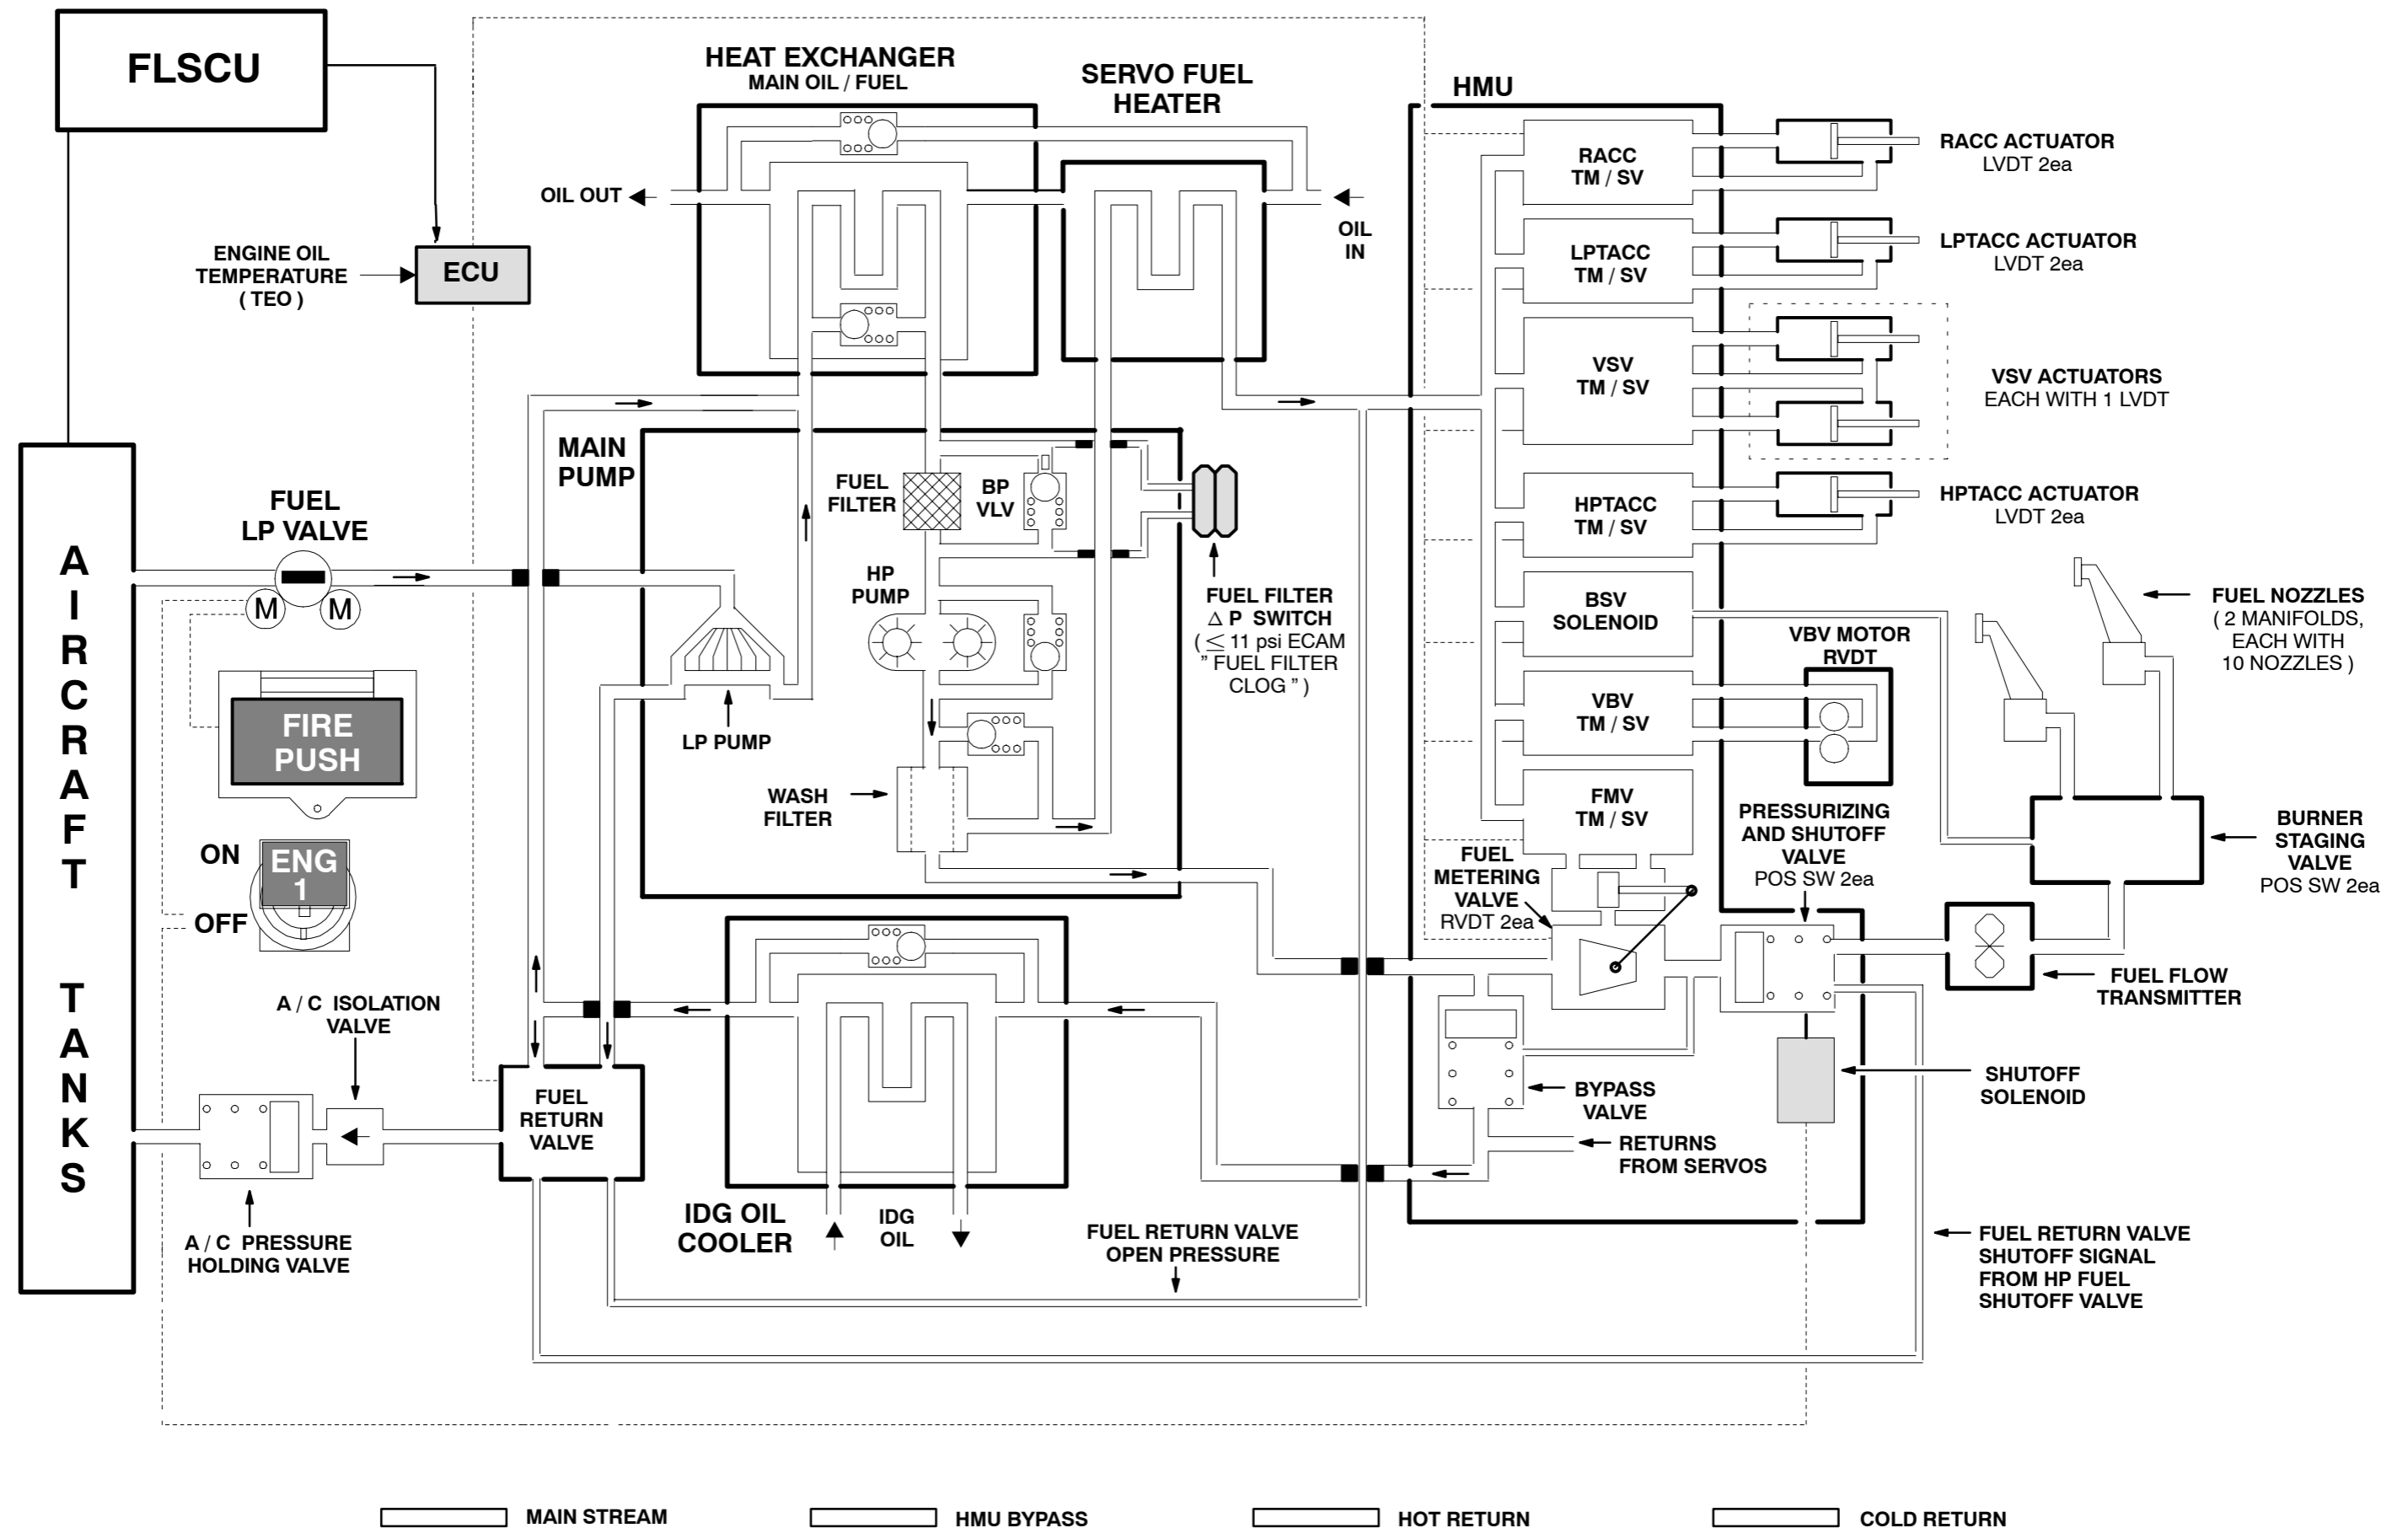 FLSCU
HEAT EXCHANGER
MAIN OIL / FUEL
SERVO FUEL
HEATER
HMU
OIL OUT
OIL
IN
ENGINE OIL
TEMPERATURE
( TEO )
ECU
RACC
TM / SV
RACC ACTUATOR
LVDT 2ea
LPTACC
TM / SV
LPTACC ACTUATOR
LVDT 2ea
VSV
TM / SV
VSV ACTUATORS
EACH WITH 1 LVDT
HPTACC
TM / SV
HPTACC ACTUATOR
LVDT 2ea
BSV
SOLENOID
VBV
TM / SV
VBV MOTOR
RVDT
FMV
TM / SV
MAIN
PUMP
FUEL
FILTER
BP
VLV
HP
PUMP
FUEL FILTER
Δ P SWITCH
( ≤ 11 psi ECAM
” FUEL FILTER
CLOG ” )
LP PUMP
WASH
FILTER
FUEL
LP VALVE
M
M
AIRCRAFT
TANKS
FIRE
PUSH
ON
ENG
1
OFF
A / C ISOLATION
VALVE
FUEL
RETURN
VALVE
A / C PRESSURE
HOLDING VALVE
IDG OIL
COOLER
IDG
OIL
FUEL RETURN VALVE
OPEN PRESSURE
FUEL
METERING
VALVE
RVDT 2ea
PRESSURIZING
AND SHUTOFF
VALVE
POS SW 2ea
FUEL NOZZLES
( 2 MANIFOLDS,
EACH WITH
10 NOZZLES )
BURNER
STAGING
VALVE
POS SW 2ea
FUEL FLOW
TRANSMITTER
SHUTOFF
SOLENOID
BYPASS
VALVE
RETURNS
FROM SERVOS
FUEL RETURN VALVE
SHUTOFF SIGNAL
FROM HP FUEL
SHUTOFF VALVE
MAIN STREAM
HMU BYPASS
HOT RETURN
COLD RETURN